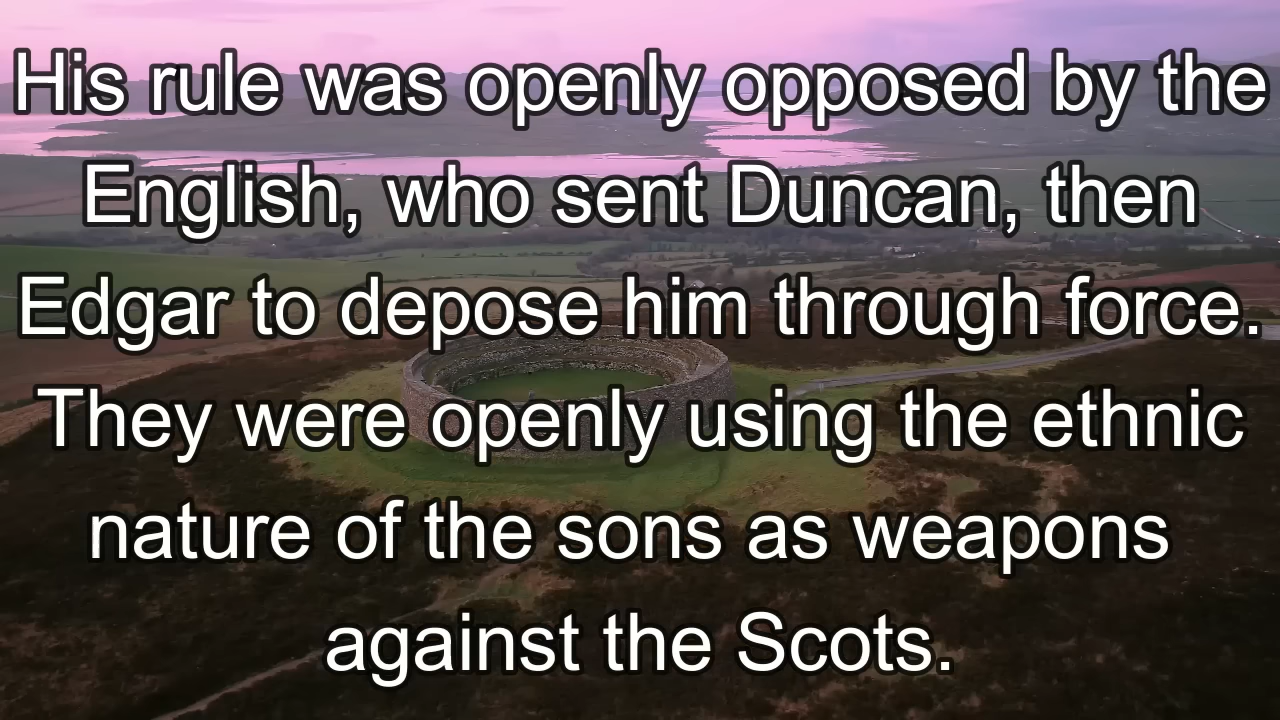 His rule was openly opposed by the
English, who sent Duncan, then
Edgar to depose him through force.
They were openly using the ethnic
nature of the sons as weapons
against the Scots.